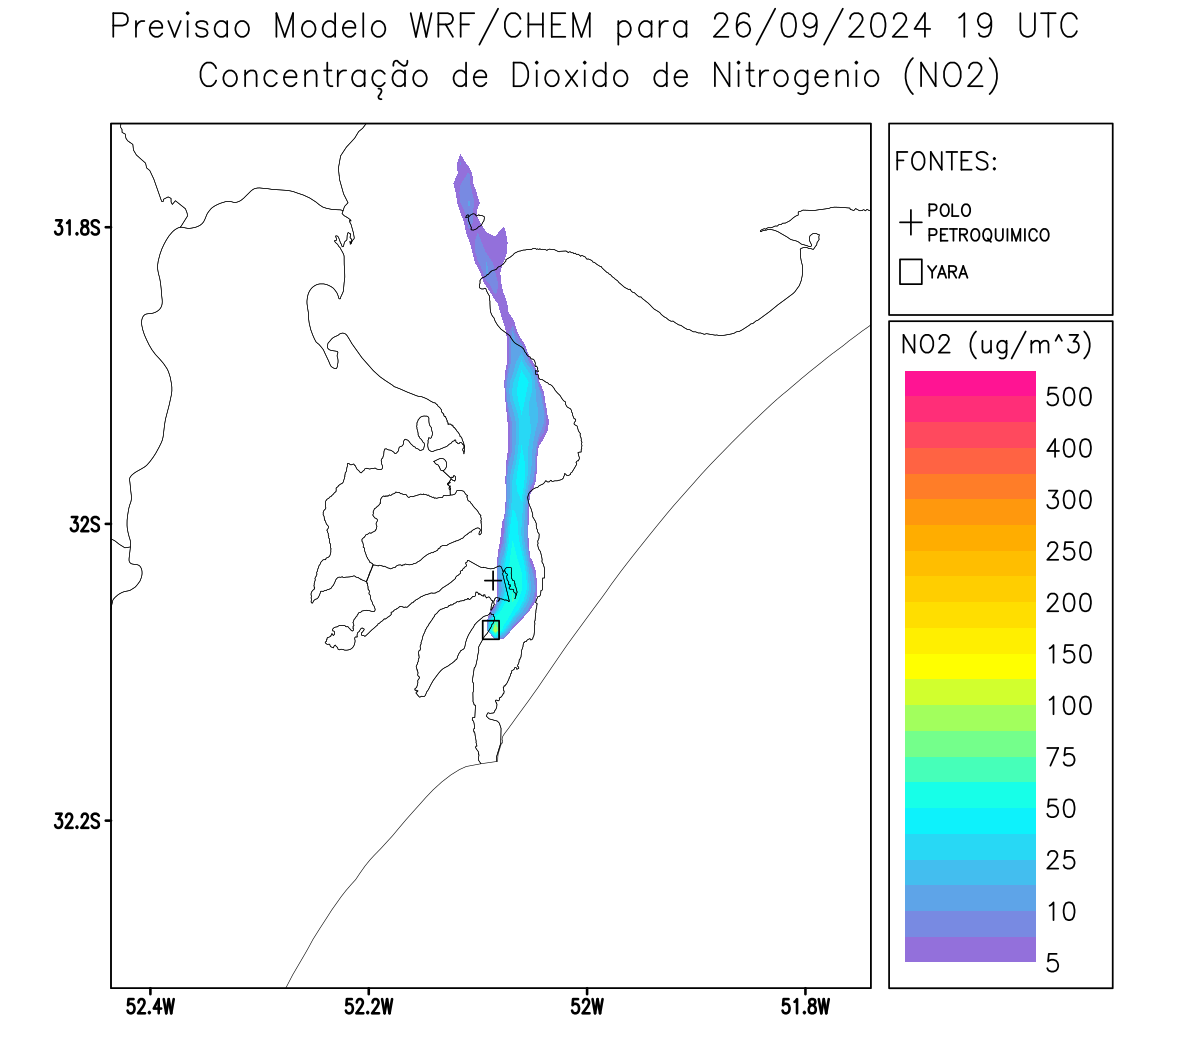 Previsao Modelo WRF/CHEM para 26/09/2024 19 UTC
Concentração de Dioxido de Nitrogenio (NO2)
FONTES:
POLO
PETROQUIMICO
YARA
31.8S
32S
32.2S
52.4W
52.2W
52W
51.8W
NO2 (ug/m^3)
500
400
300
250
200
150
100
75
50
25
10
5